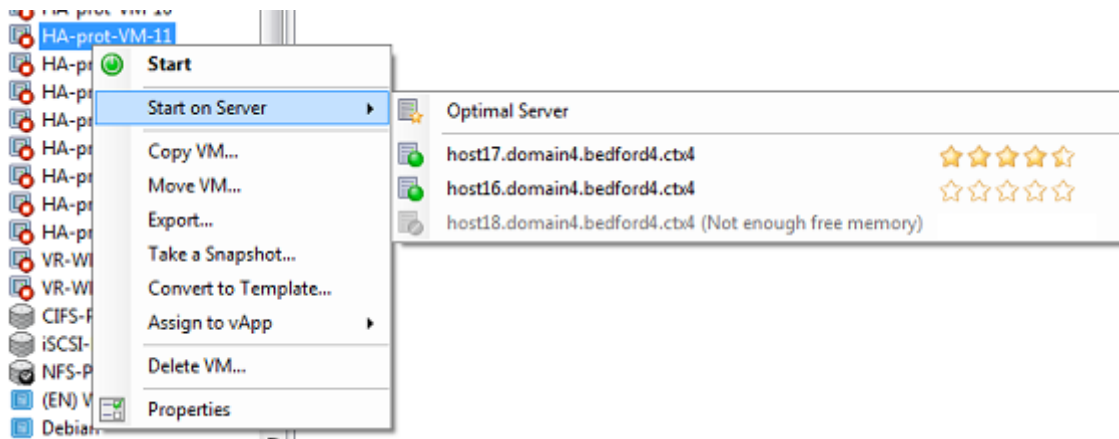 HA-prot-VM-10
HA-prot-VM-11
HA-pr
HA-pr
HA-pr
HA-pr
HA-pr
HA-pr
HA-pr
VR-WI
VR-WI
CIFS-F
iSCSI-
NFS-P
(EN) V
Debian
Start
Start on Server
Copy VM...
Move VM...
Export...
Take a Snapshot...
Convert to Template...
Assign to vApp
Delete VM...
Properties
Optimal Server
host17.domain4.bedford4.ctx4
host16.domain4.bedford4.ctx4
host18.domain4.bedford4.ctx4 (Not enough free memory)